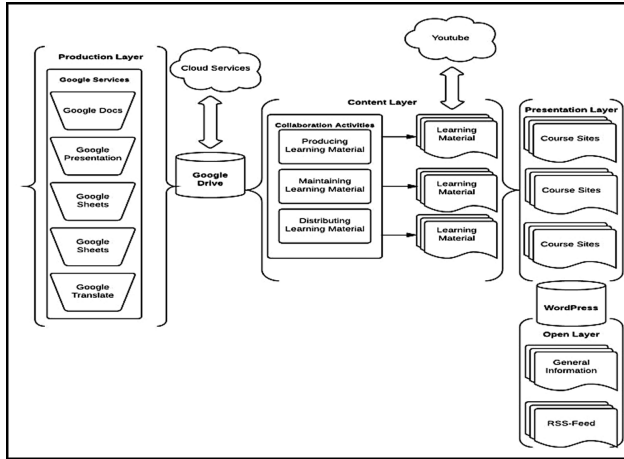 Production Layer
Google Services
Google Docs
Google
Presentation
Google
Sheets
Google
Sheets
Google
Translate
Cloud Services
Google
Drive
Content Layer
Collaboration Activities
Producing
Learning Material
Maintaining
Learning Material
Distributing
Learning Material
Youtube
Learning
Material
Learning
Material
Learning
Material
Presentation Layer
Course Sites
Course Sites
Course Sites
WordPress
Open Layer
General
Information
RSS-Feed